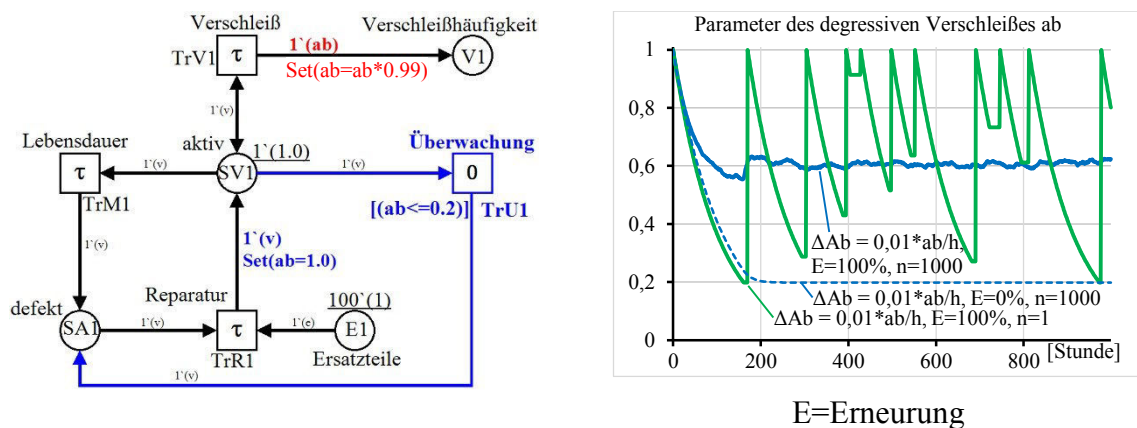 Verschleiß
Verschleißhäufigkeit
1`(ab)
TrV1
τ
V1
Set(ab=ab*0.99)
1`(v)
Lebensdauer
aktiv
1`(1.0)
Überwachung
τ
1`(v)
SV1
1`(v)
0
TrM1
[(ab<=0.2)]
TrU1
1`(v)
1`(v)
Set(ab=1.0)
defekt
Reparatur
100`(1)
SA1
1`(v)
τ
1`(e)
E1
TrR1
Ersatzteile
1`(v)
Parameter des degressiven Verschleißes ab
1
0,8
0,6
0,4
0,2
0
0
200
400
600
800
[Stunde]
ΔAb = 0,01*ab/h,
E=100%, n=1000
ΔAb = 0,01*ab/h, E=0%, n=1000
ΔAb = 0,01*ab/h, E=100%, n=1
E=Erneurung